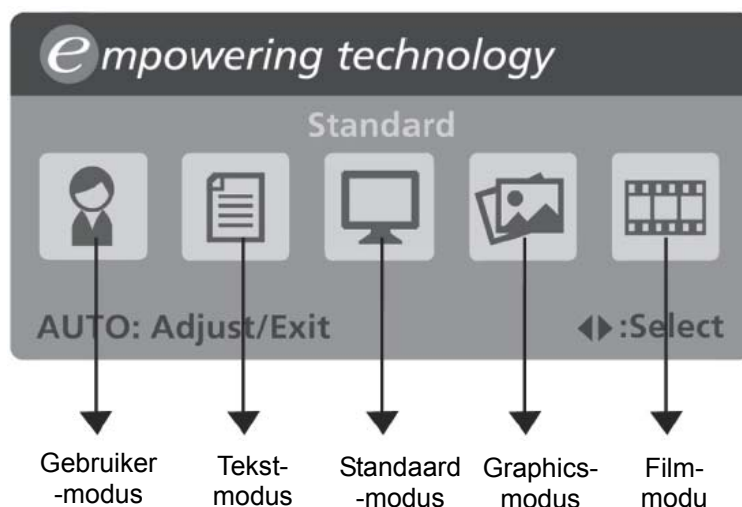 empowering technology
Standard
AUTO: Adjust/Exit
:Select
Gebruiker
-modus
Tekst-
modus
Standaard
-modus
Graphics-
modus
Film-
modu